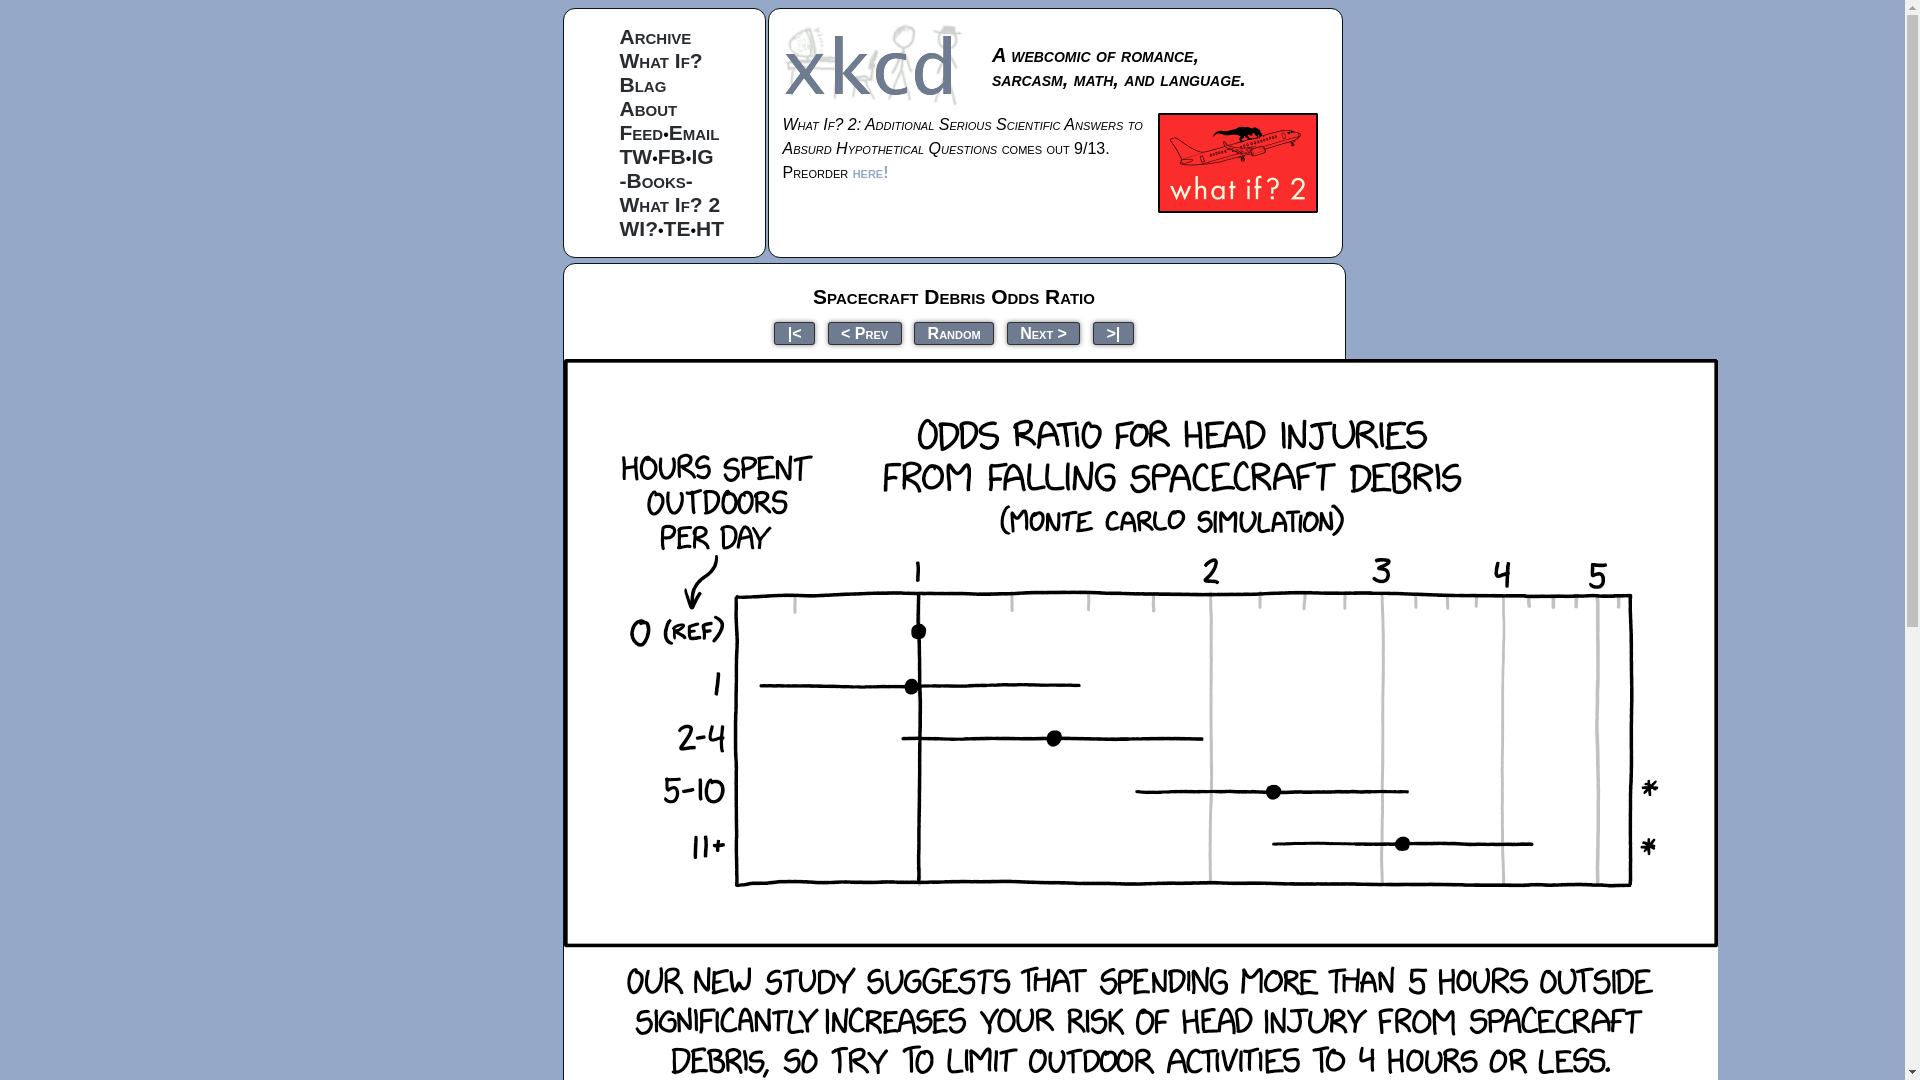 Archive
What If?
Blag
About
Feed•Email
TW•FB•IG
-Books-
What If? 2
WI?•TE•HT
xkcd
A webcomic of romance,
sarcasm, math, and language.
What If? 2: Additional Serious Scientific Answers to
Absurd Hypothetical Questions comes out 9/13.
Preorder here!
what if? 2
Spacecraft Debris Odds Ratio
|<
< Prev
Random
Next >
>|
ODDS RATIO FOR HEAD INJURIES
FROM FALLING SPACECRAFT DEBRIS
(MONTE CARLO SIMULATION)
HOURS SPENT
OUTDOORS
PER DAY
1 2 3 4 5
0 (REF)
1
2-4
5-10 *
11+ *
OUR NEW STUDY SUGGESTS THAT SPENDING MORE THAN 5 HOURS OUTSIDE
SIGNIFICANTLY INCREASES YOUR RISK OF HEAD INJURY FROM SPACECRAFT
DEBRIS, SO TRY TO LIMIT OUTDOOR ACTIVITIES TO 4 HOURS OR LESS.